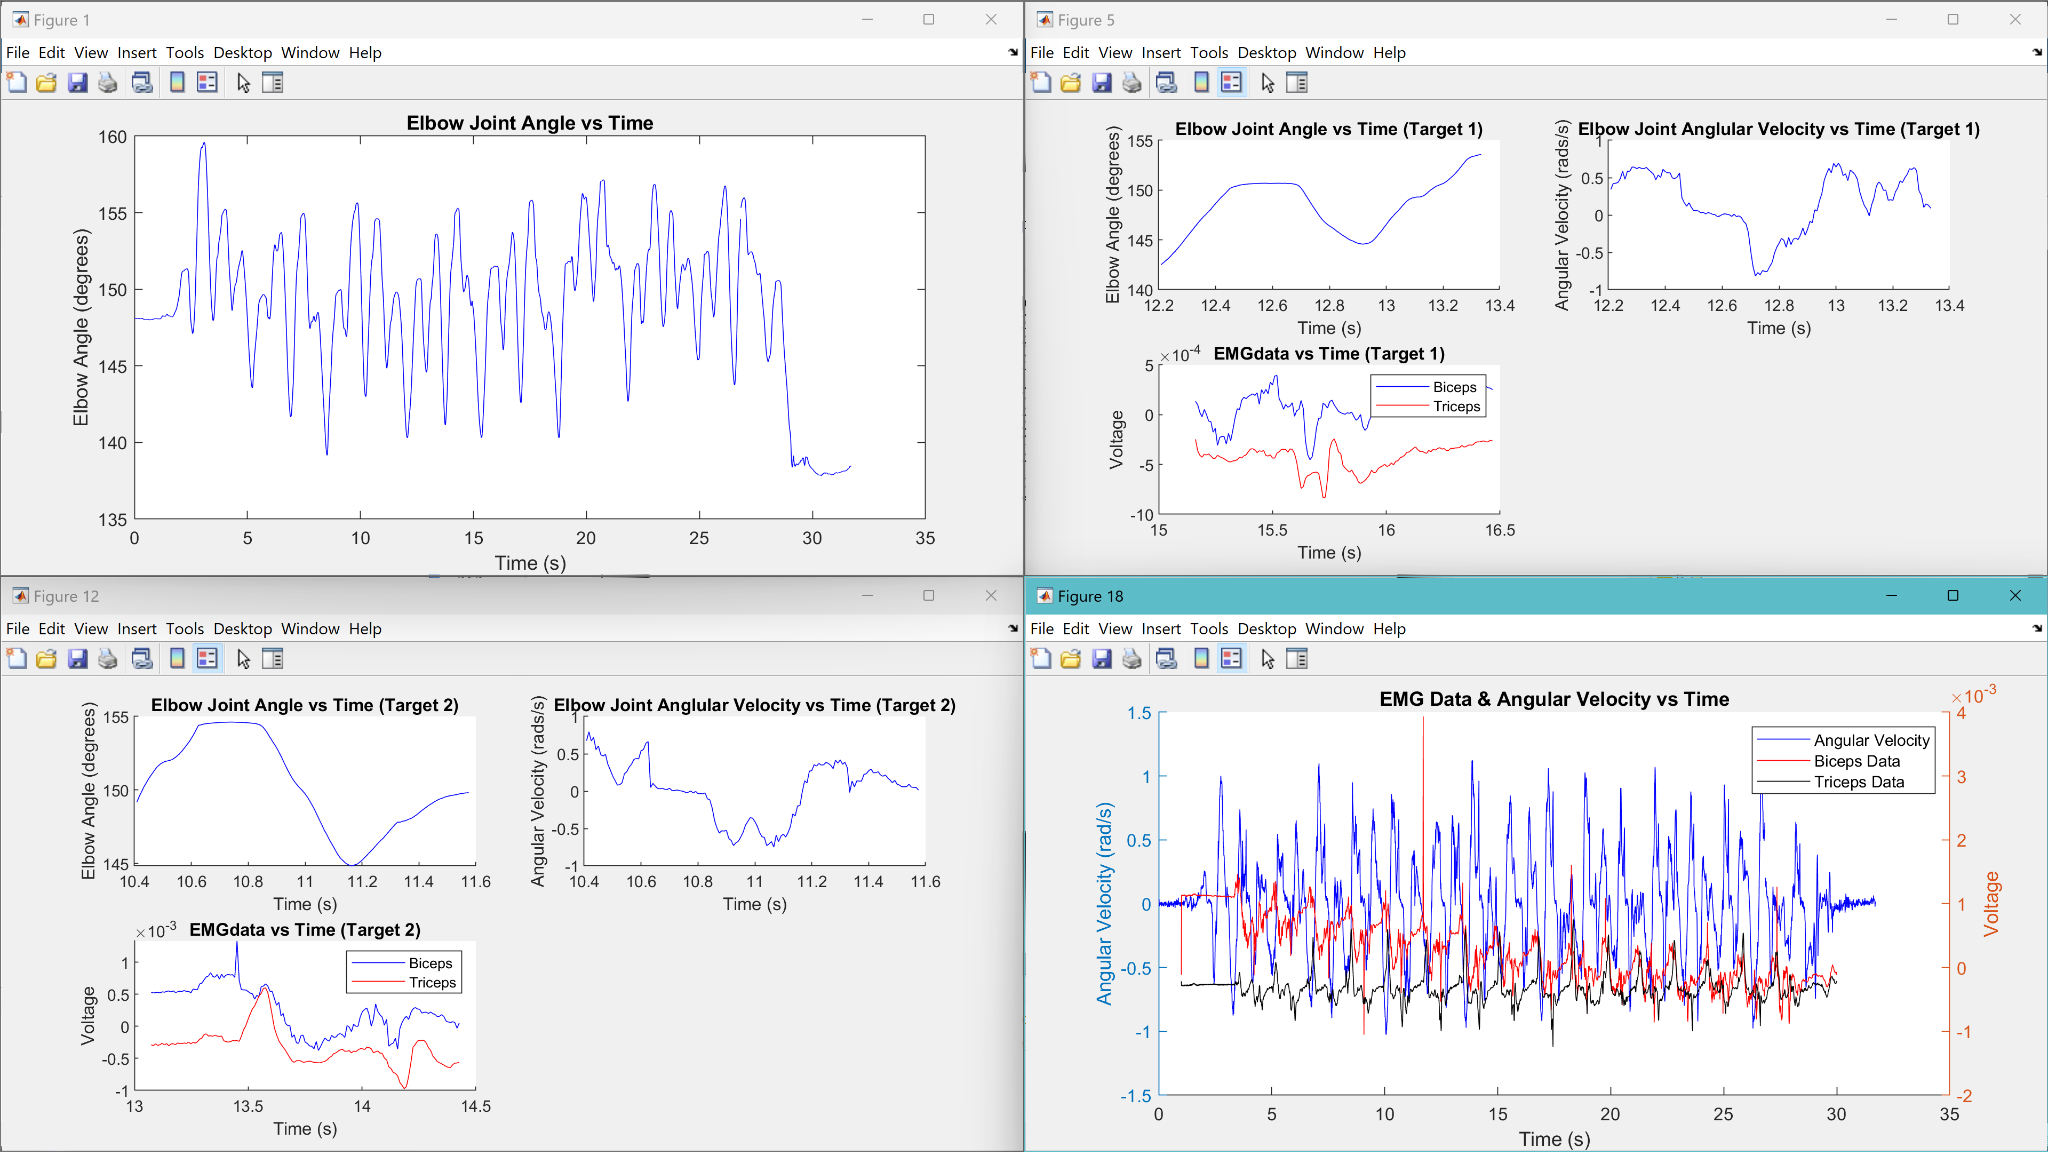 Figure 1
File Edit View Insert Tools Desktop Window Help
Elbow Joint Angle vs Time
Elbow Angle (degrees)
160
155
150
145
140
135
0 5 10 15 20 25 30 35
Time (s)
Figure 5
File Edit View Insert Tools Desktop Window Help
Elbow Joint Angle vs Time (Target 1)
Elbow Angle (degrees)
155
150
145
140
12.2 12.4 12.6 12.8 13 13.2 13.4
Time (s)
Elbow Joint Anglular Velocity vs Time (Target 1)
Angular Velocity (rads/s)
1
0.5
0
-0.5
-1
12.2 12.4 12.6 12.8 13 13.2 13.4
Time (s)
×10-4
EMGdata vs Time (Target 1)
Voltage
5
0
-5
-10
Biceps
Triceps
15 15.5 16 16.5
Time (s)
Figure 12
File Edit View Insert Tools Desktop Window Help
Elbow Joint Angle vs Time (Target 2)
Elbow Angle (degrees)
155
150
145
10.4 10.6 10.8 11 11.2 11.4 11.6
Time (s)
Elbow Joint Anglular Velocity vs Time (Target 2)
Angular Velocity (rads/s)
1
0.5
0
-0.5
-1
10.4 10.6 10.8 11 11.2 11.4 11.6
Time (s)
×10-3
EMGdata vs Time (Target 2)
Voltage
1
0.5
0
-0.5
-1
Biceps
Triceps
13 13.5 14 14.5
Time (s)
Figure 18
File Edit View Insert Tools Desktop Window Help
EMG Data & Angular Velocity vs Time
×10-3
Angular Velocity (rad/s)
1.5
1
0.5
0
-0.5
-1
-1.5
Angular Velocity
Biceps Data
Triceps Data
4
3
2
1
0
-1
-2
Voltage
0 5 10 15 20 25 30 35
Time (s)